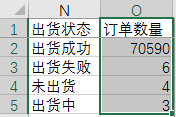 N O
1 出货状态 订单数量
2 出货成功 70590
3 出货失败 6
4 未出货 4
5 出货中 3